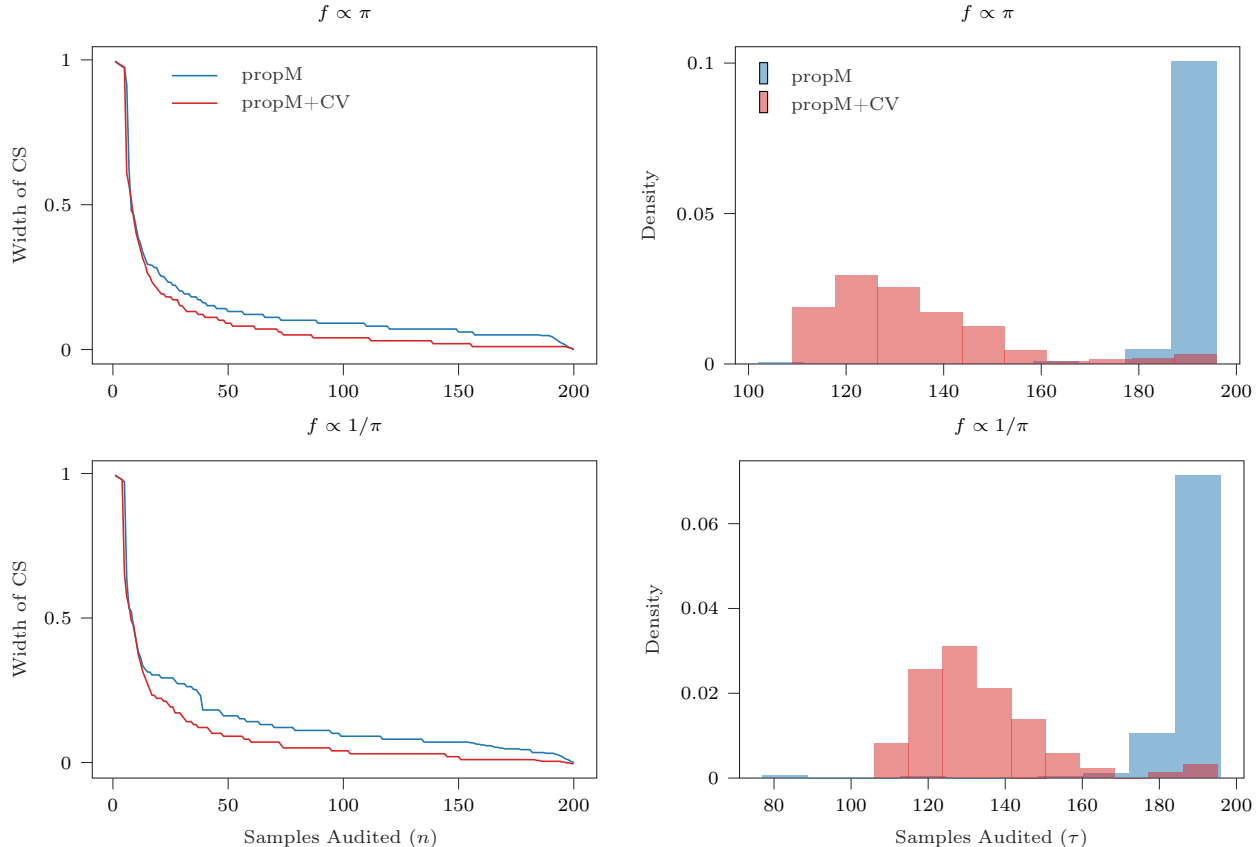 f ∝ π
1
0.5
0
Width of CS
propM
propM+CV
0 50 100 150 200
f ∝ π
0.1
0.05
0
Density
propM
propM+CV
100 120 140 160 180 200
f ∝ 1/π
1
0.5
0
Width of CS
0 50 100 150 200
Samples Audited (n)
f ∝ 1/π
0.06
0.04
0.02
0
Density
80 100 120 140 160 180 200
Samples Audited (τ)